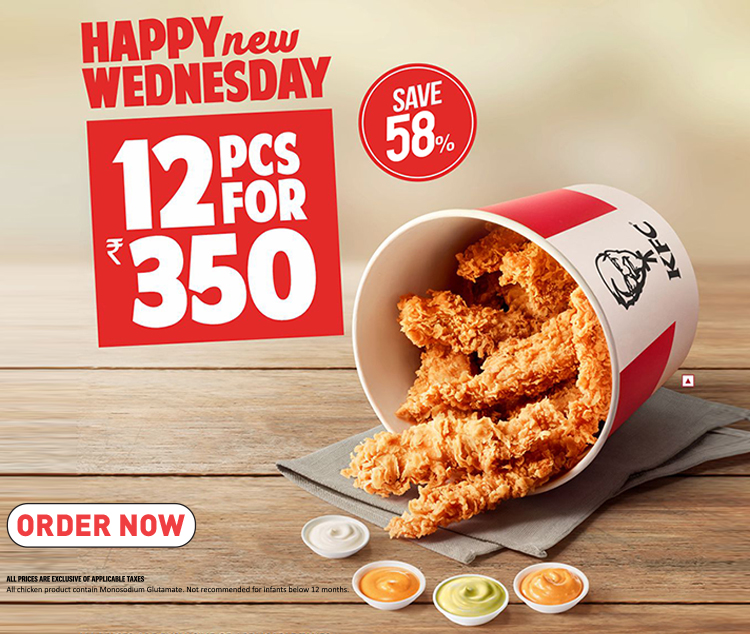 HAPPY new
WEDNESDAY
SAVE
58%
12 PCS FOR
₹350
KFC
ORDER NOW
ALL PRICES ARE EXCLUSIVE OF APPLICABLE TAXES
All chicken product contain Monosodium Glutamate. Not recommended for infants below 12 months.